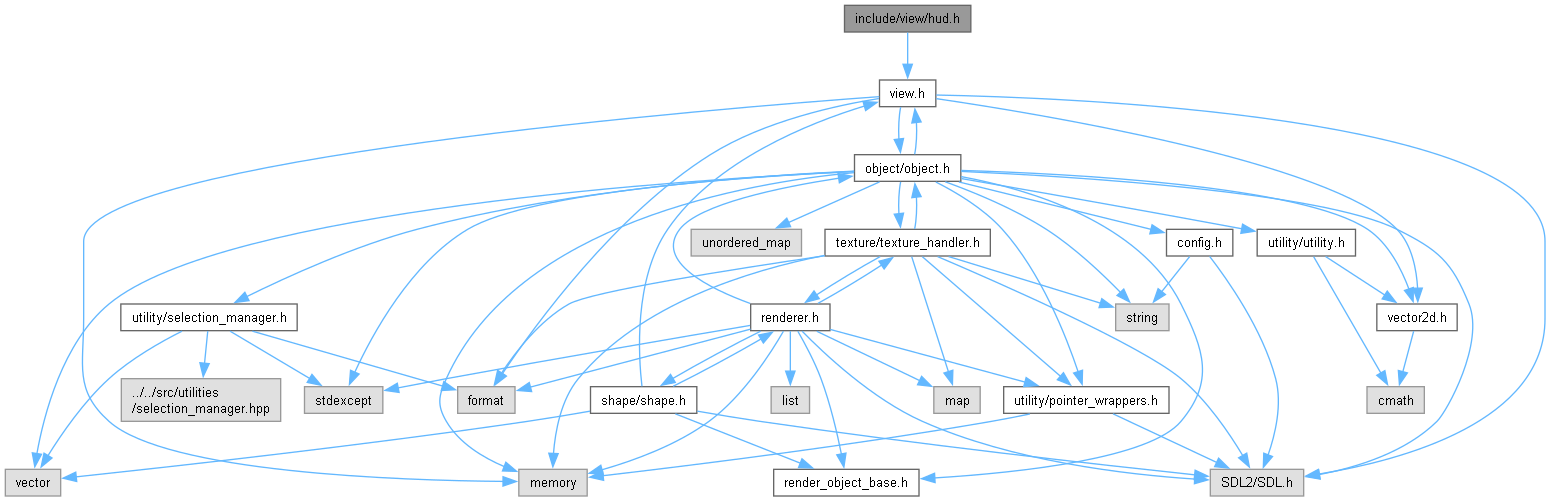 include/view/hud.h
view.h
object/object.h
unordered_map
texture/texture_handler.h
config.h
utility/utility.h
utility/selection_manager.h
renderer.h
string
vector2d.h
../../src/utilities
/selection_manager.hpp
stdexcept
format
shape/shape.h
list
map
utility/pointer_wrappers.h
cmath
vector
memory
render_object_base.h
SDL2/SDL.h